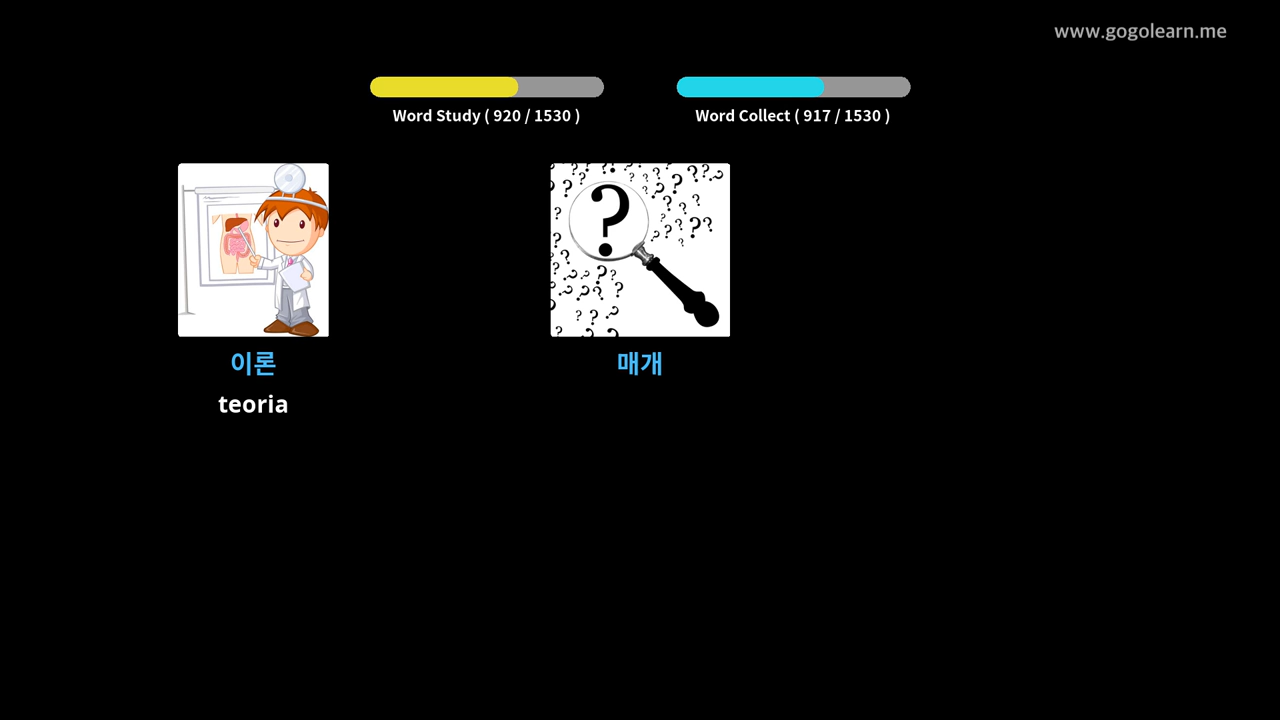 www.gogolearn.me
Word Study ( 920 / 1530 )
Word Collect ( 917 / 1530 )
이론
teoria
매개